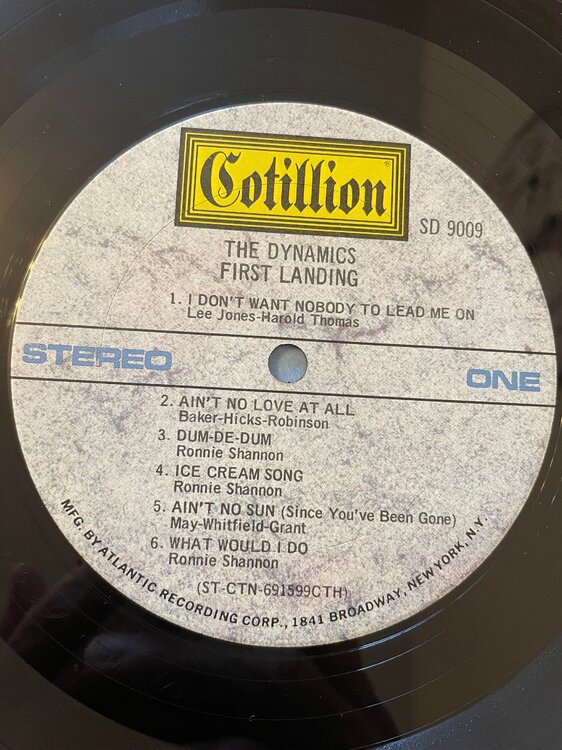 Cotillion®
SD 9009
THE DYNAMICS
FIRST LANDING
1. I DON'T WANT NOBODY TO LEAD ME ON
Lee Jones-Harold Thomas
STEREO
ONE
2. AIN'T NO LOVE AT ALL
Baker-Hicks-Robinson
3. DUM-DE-DUM
Ronnie Shannon
4. ICE CREAM SONG
Ronnie Shannon
5. AIN'T NO SUN (Since You've Been Gone)
May-Whitfield-Grant
6. WHAT WOULD I DO
Ronnie Shannon
(ST-CTN-691599CTH)
MFG. BY ATLANTIC RECORDING CORP., 1841 BROADWAY, NEW YORK, N.Y.